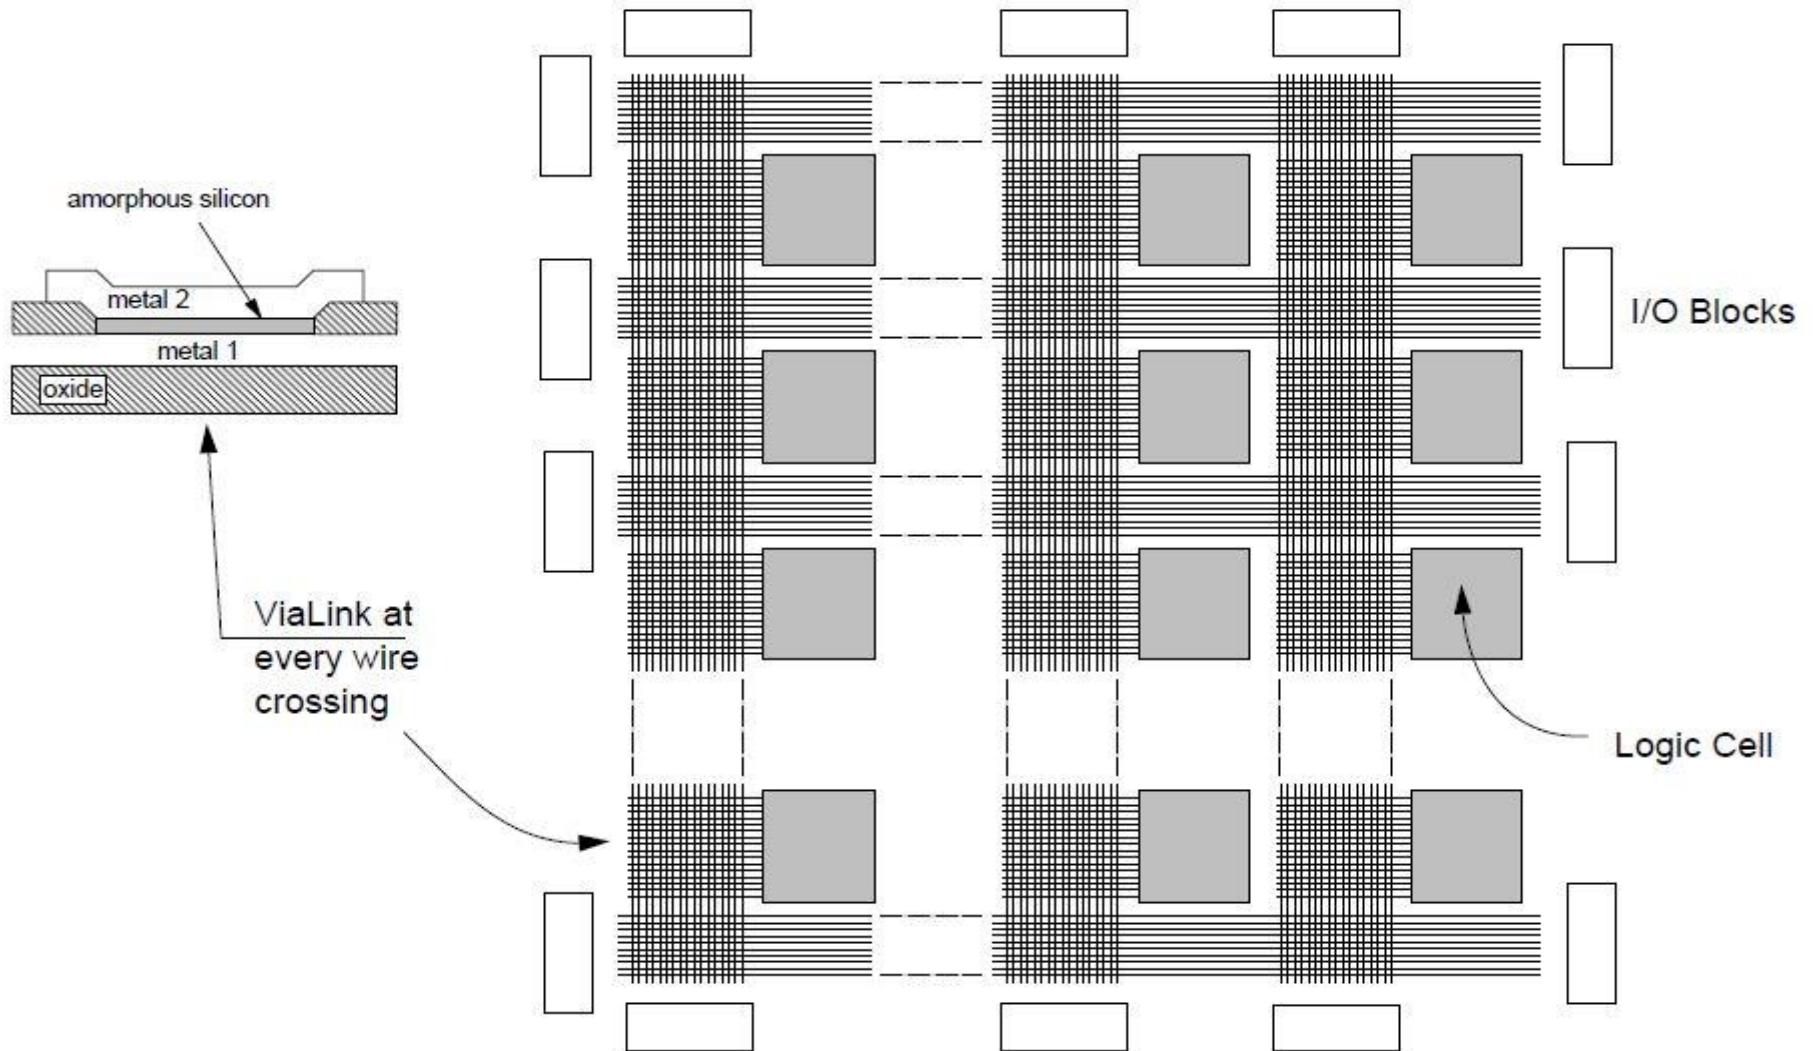 amorphous silicon
metal 2
metal 1
oxide
ViaLink at
every wire
crossing
I/O Blocks
Logic Cell